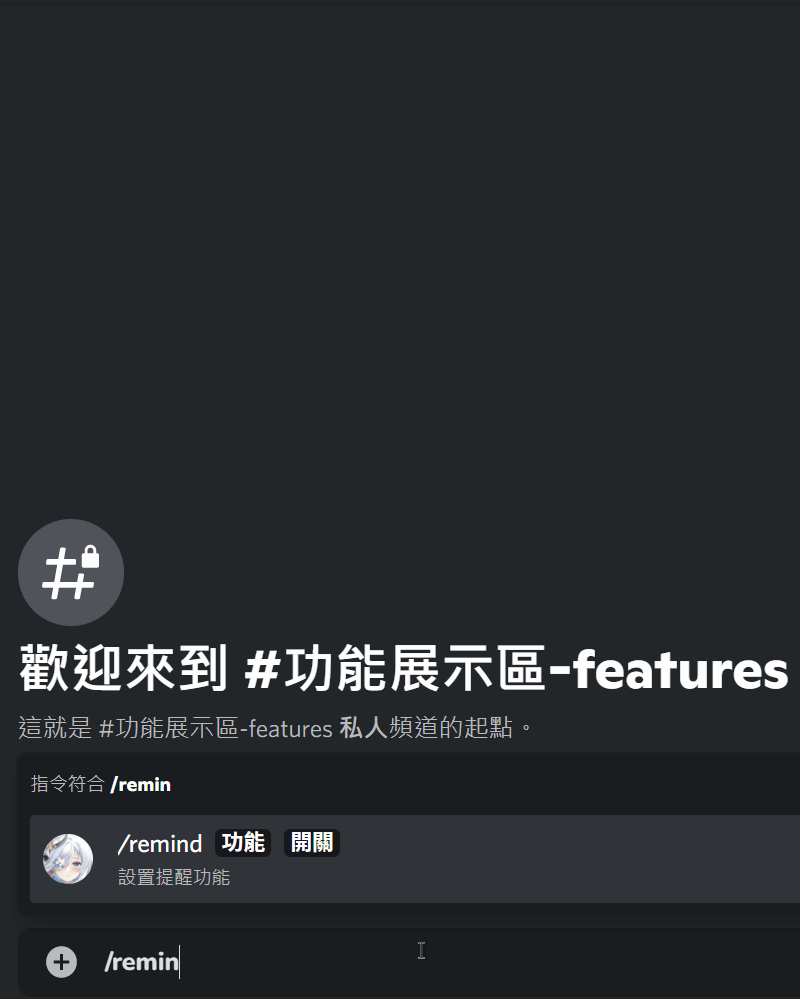 歡迎來到 #功能展示區-features
這就是 #功能展示區-features 私人頻道的起點。
指令符合 /remin
/remind 功能 開關
設置提醒功能
/remin